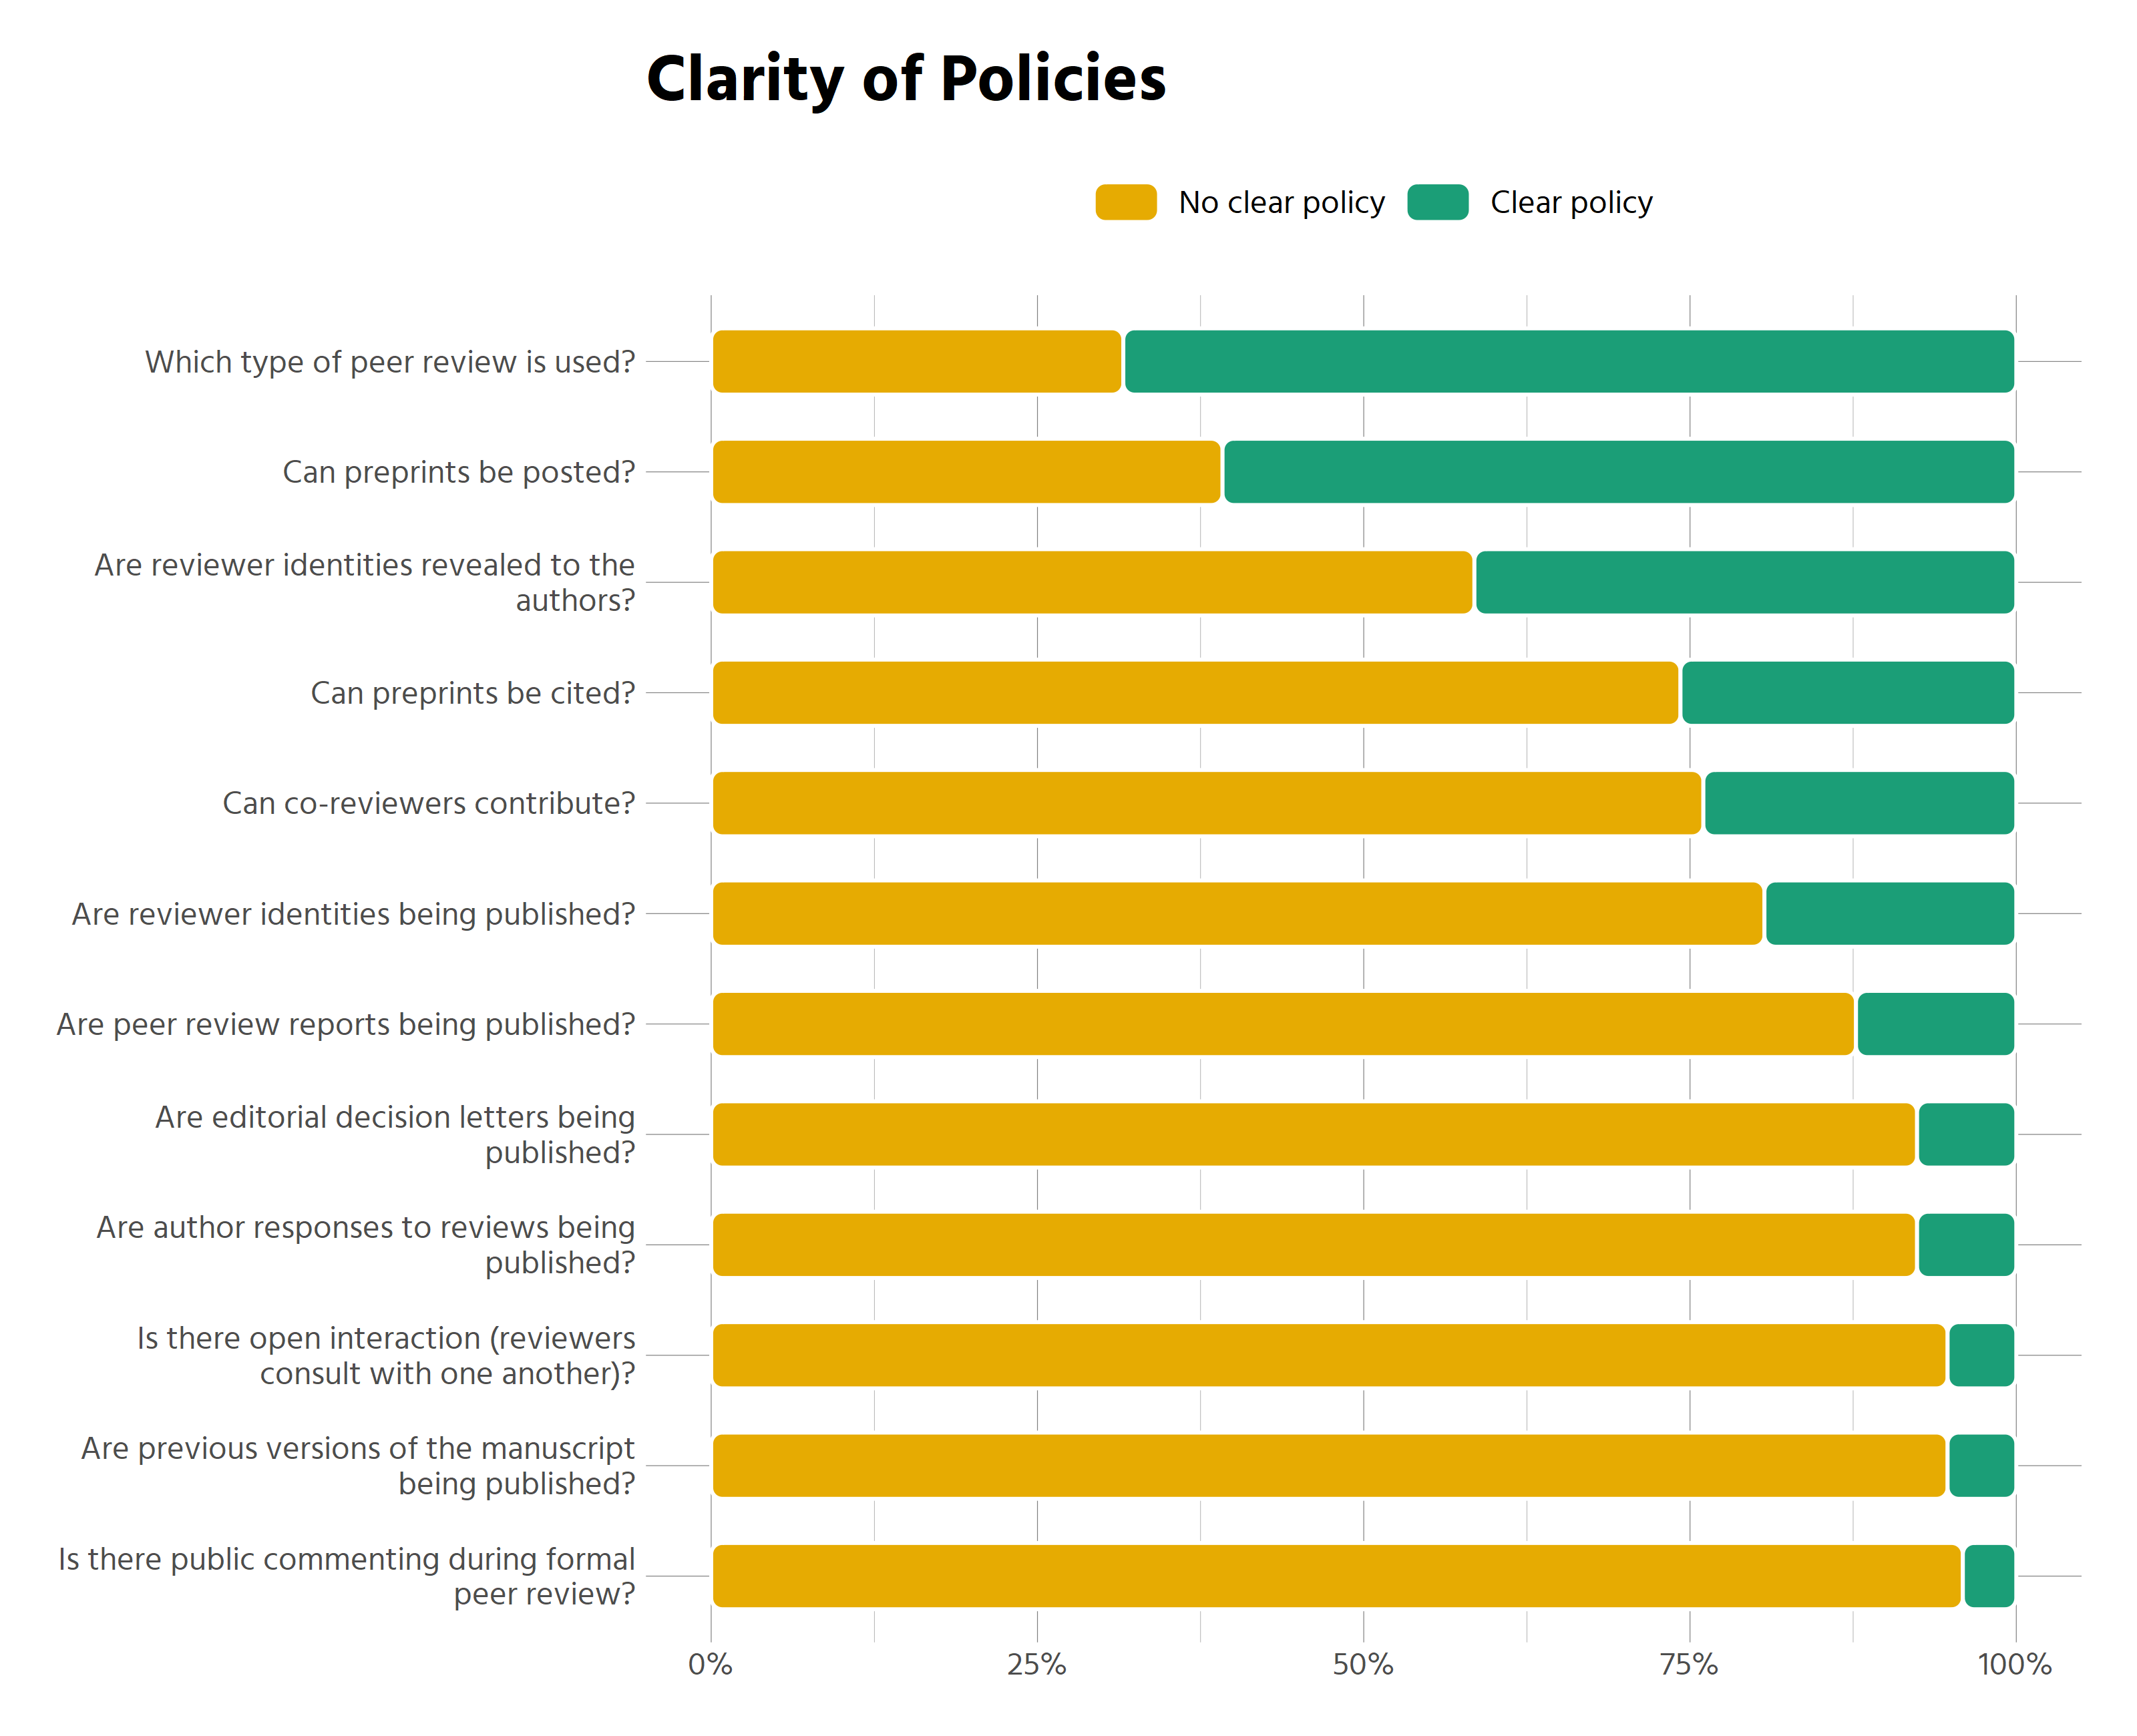 Clarity of Policies
No clear policy
Clear policy
Which type of peer review is used?
Can preprints be posted?
Are reviewer identities revealed to the
authors?
Can preprints be cited?
Can co-reviewers contribute?
Are reviewer identities being published?
Are peer review reports being published?
Are editorial decision letters being
published?
Are author responses to reviews being
published?
Is there open interaction (reviewers
consult with one another)?
Are previous versions of the manuscript
being published?
Is there public commenting during formal
peer review?
0%
25%
50%
75%
100%